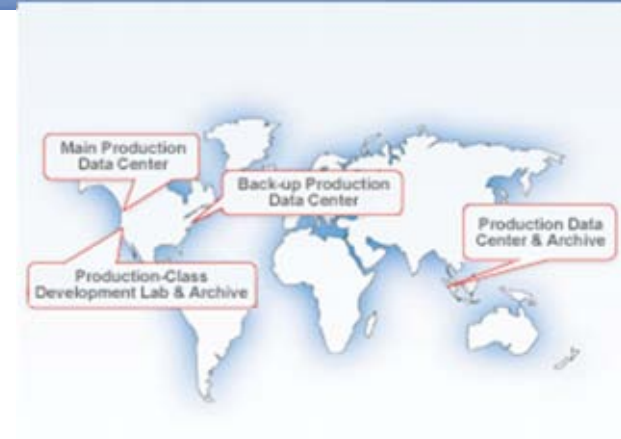 Main Production
Data Center
Back-up Production
Data Center
Production Data
Center & Archive
Production-Class
Development Lab & Archive